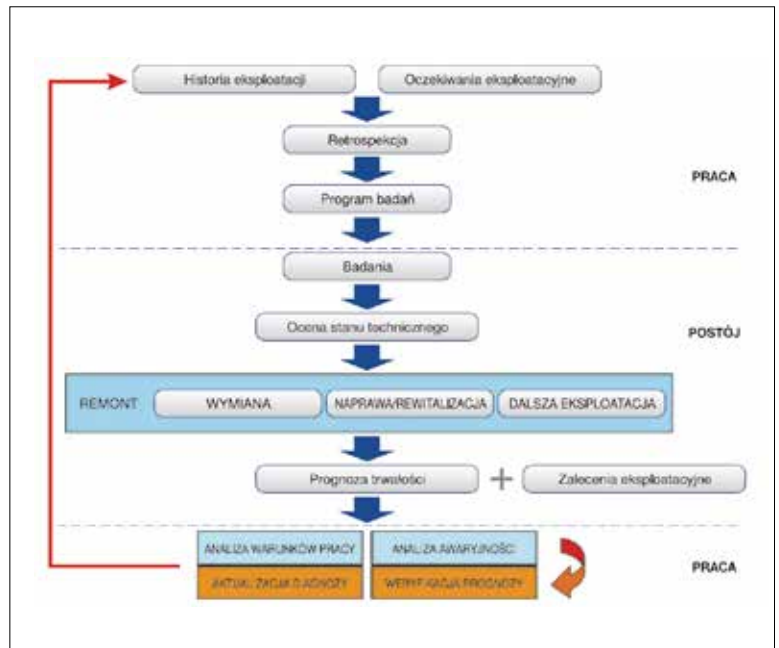 Historia eksploatacji
Oczekiwania eksploatacyjne
Retrospekcja
Program badań
PRACA
Badania
Ocena stanu technicznego
POSTÓJ
REMONT
WYMIANA
NAPRAWA/REWITALIZACJA
DALSZA EKSPLOATACJA
Prognoza trwałości
+
Zalecenia eksploatacyjne
ANALIZA WARUNKÓW PRACY
ANALIZA AWARYJNOŚCI
AKTUALIZACJA DIAGNOZY
WERYFIKACJA PROGNOZY
PRACA